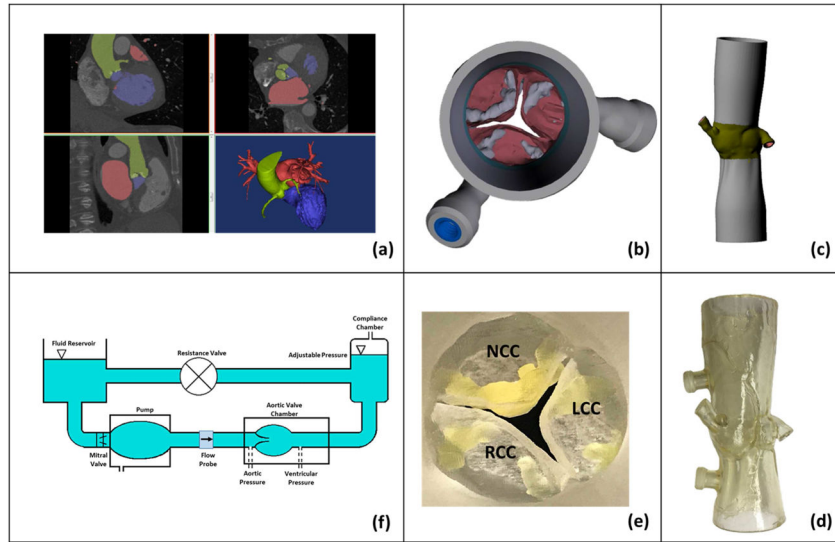 (a)
(b)
(c)
Fluid Reservoir
Resistance Valve
Compliance
Chamber
Adjustable Pressure
Pump
Aortic Valve
Chamber
Mitral
Valve
Flow
Probe
Aortic
Pressure
Ventricular
Pressure
(f)
NCC
LCC
RCC
(e)
(d)